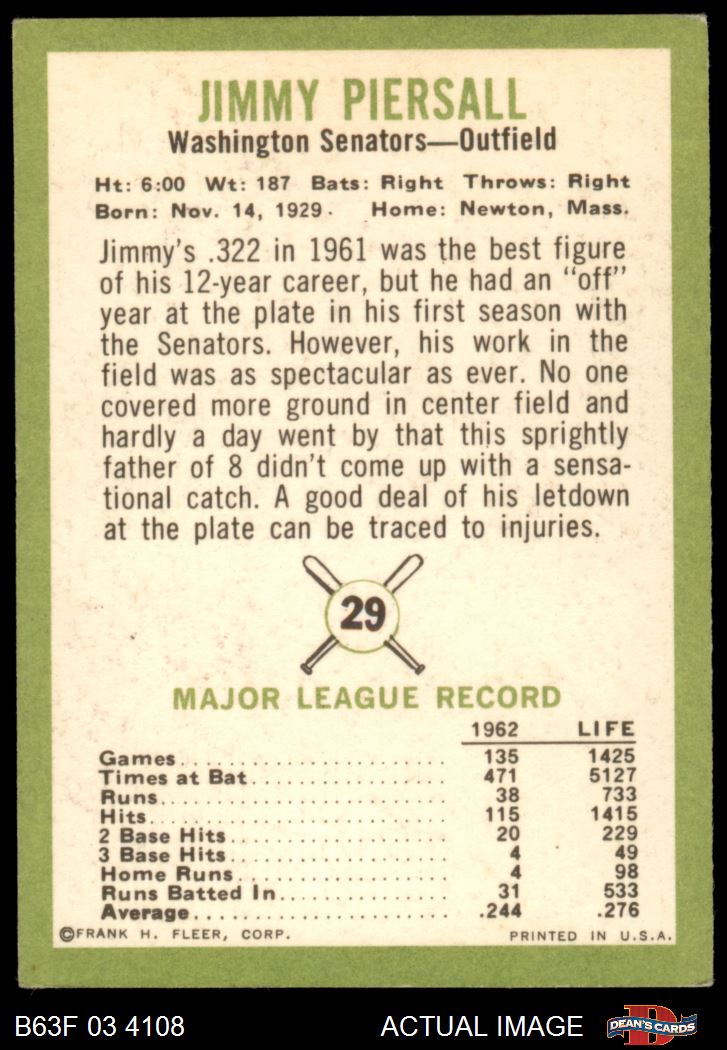 JIMMY PIERSALL
Washington Senators—Outfield
Ht: 6:00 Wt: 187 Bats: Right Throws: Right
Born: Nov. 14, 1929. Home: Newton, Mass.
Jimmy's .322 in 1961 was the best figure
of his 12-year career, but he had an "off"
year at the plate in his first season with
the Senators. However, his work in the
field was as spectacular as ever. No one
covered more ground in center field and
hardly a day went by that this sprightly
father of 8 didn't come up with a sensa-
tional catch. A good deal of his letdown
at the plate can be traced to injuries.
29
MAJOR LEAGUE RECORD
1962 LIFE
Games 135 1425
Times at Bat 471 5127
Runs 38 733
Hits 115 1415
2 Base Hits 20 229
3 Base Hits 4 49
Home Runs 4 98
Runs Batted In 31 533
Average .244 .276
©FRANK H. FLEER, CORP. PRINTED IN U.S.A.
B63F 03 4108 ACTUAL IMAGE D DEAN'S CARDS